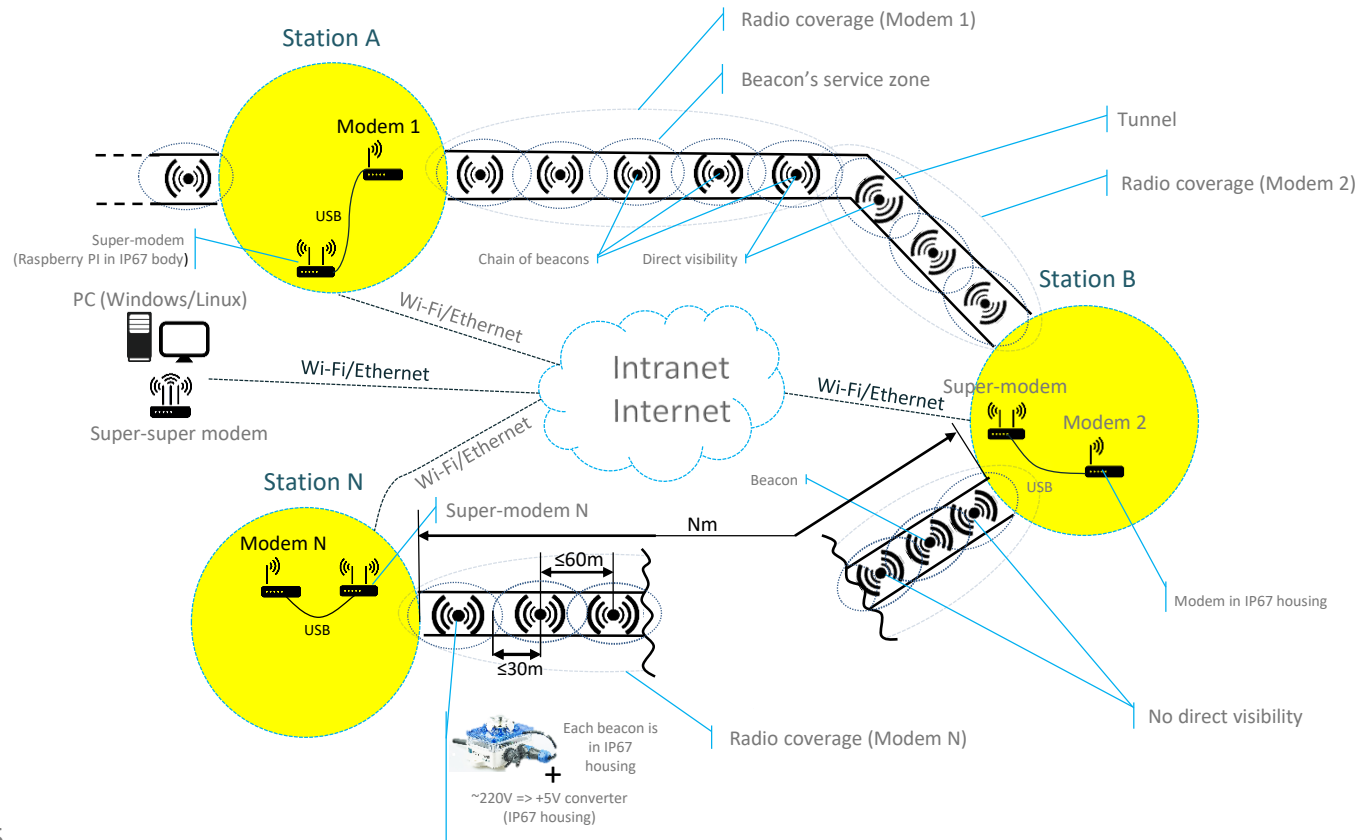 Radio coverage (Modem 1)
Station A
Beacon's service zone
Modem 1
Tunnel
Radio coverage (Modem 2)
USB
Super-modem
(Raspberry PI in IP67 body)
Chain of beacons
Direct visibility
Station B
PC (Windows/Linux)
Wi-Fi/Ethernet
Wi-Fi/Ethernet
Intranet
Internet
Wi-Fi/Ethernet
Super-modem
Modem 2
Super-super modem
Wi-Fi/Ethernet
Station N
Beacon
USB
Super-modem N
Nm
Modem N
≤60m
Modem in IP67 housing
USB
≤30m
No direct visibility
Each beacon is
in IP67
housing
Radio coverage (Modem N)
+
~220V => +5V converter
(IP67 housing)